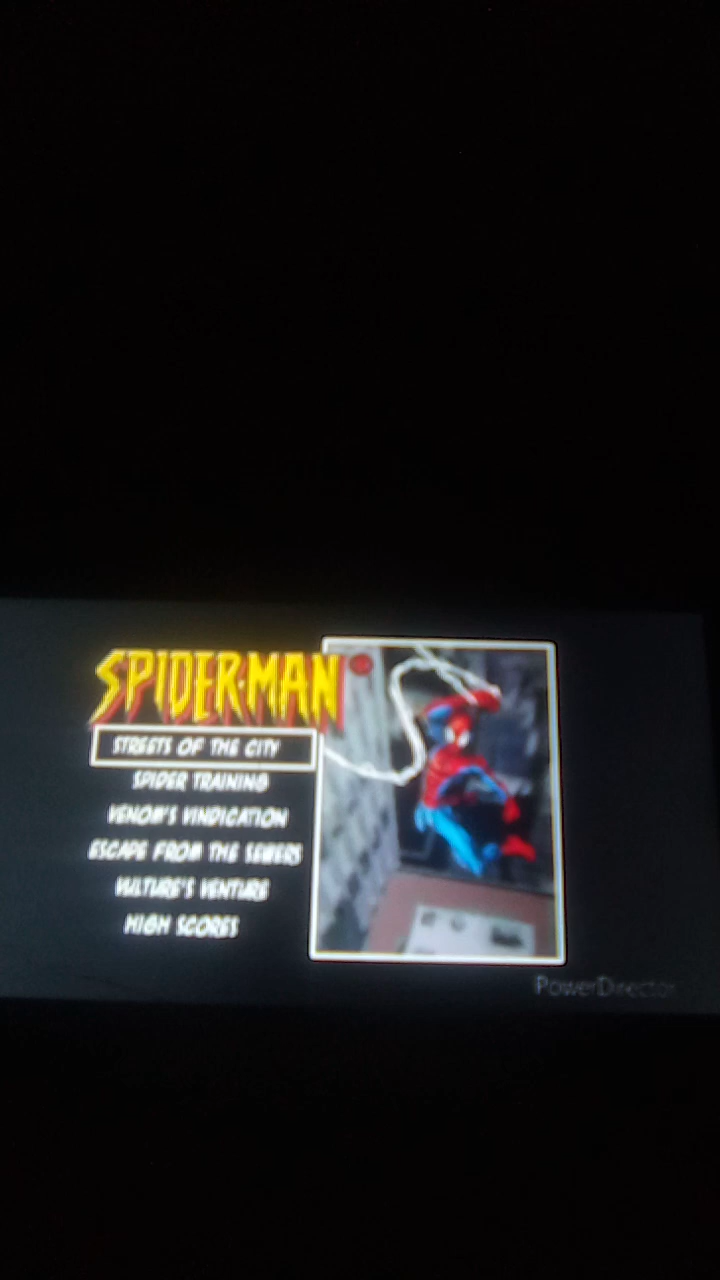 SPIDER-MAN
STREETS OF THE CITY
SPIDER TRAINING
VENOM'S VINDICATION
ESCAPE FROM THE SEWERS
VULTURE'S VENTURE
HIGH SCORES
PowerDirector